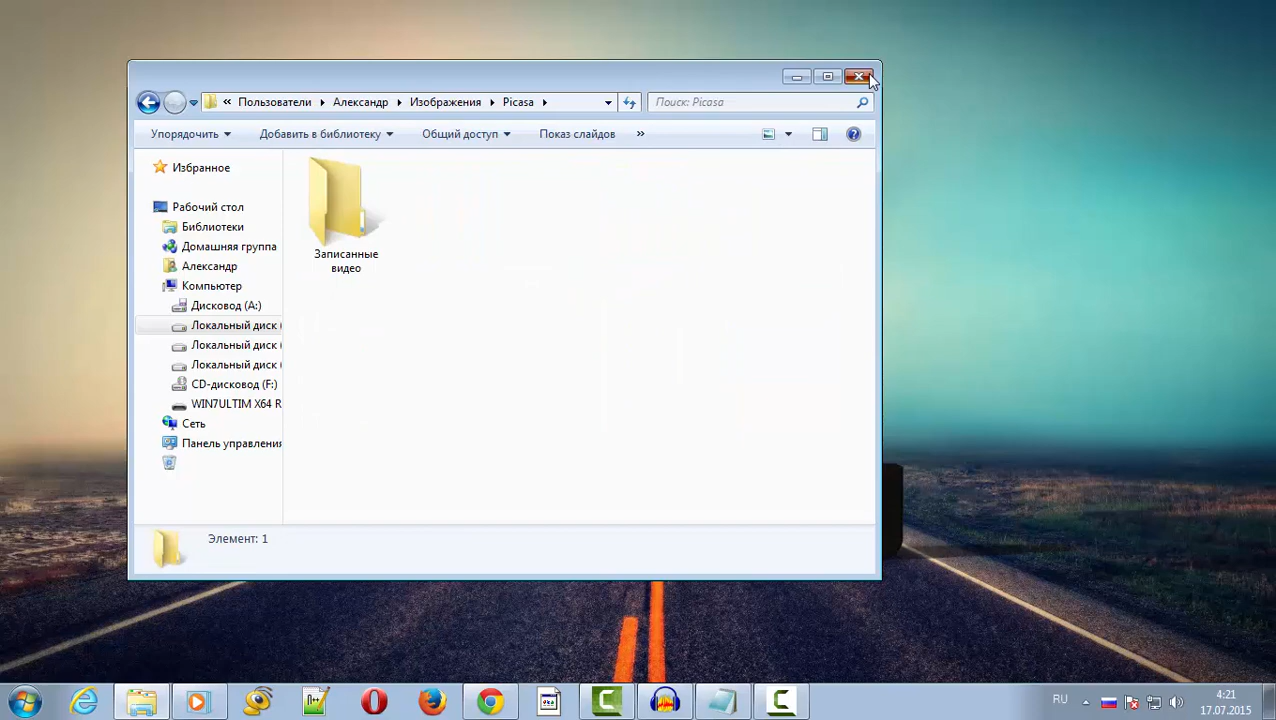 « Пользователи Александр Изображения Picasa
Поиск: Picasa
Упорядочить Добавить в библиотеку Общий доступ Показ слайдов »
Избранное
Рабочий стол
Библиотеки
Домашняя группа
Александр
Компьютер
Дисковод (A:)
Локальный диск (
Локальный диск (
Локальный диск (
CD-дисковод (F:)
WIN7ULTIM X64 R
Сеть
Панель управления
Записанные
видео
Элемент: 1
RU
4:21
17.07.2015